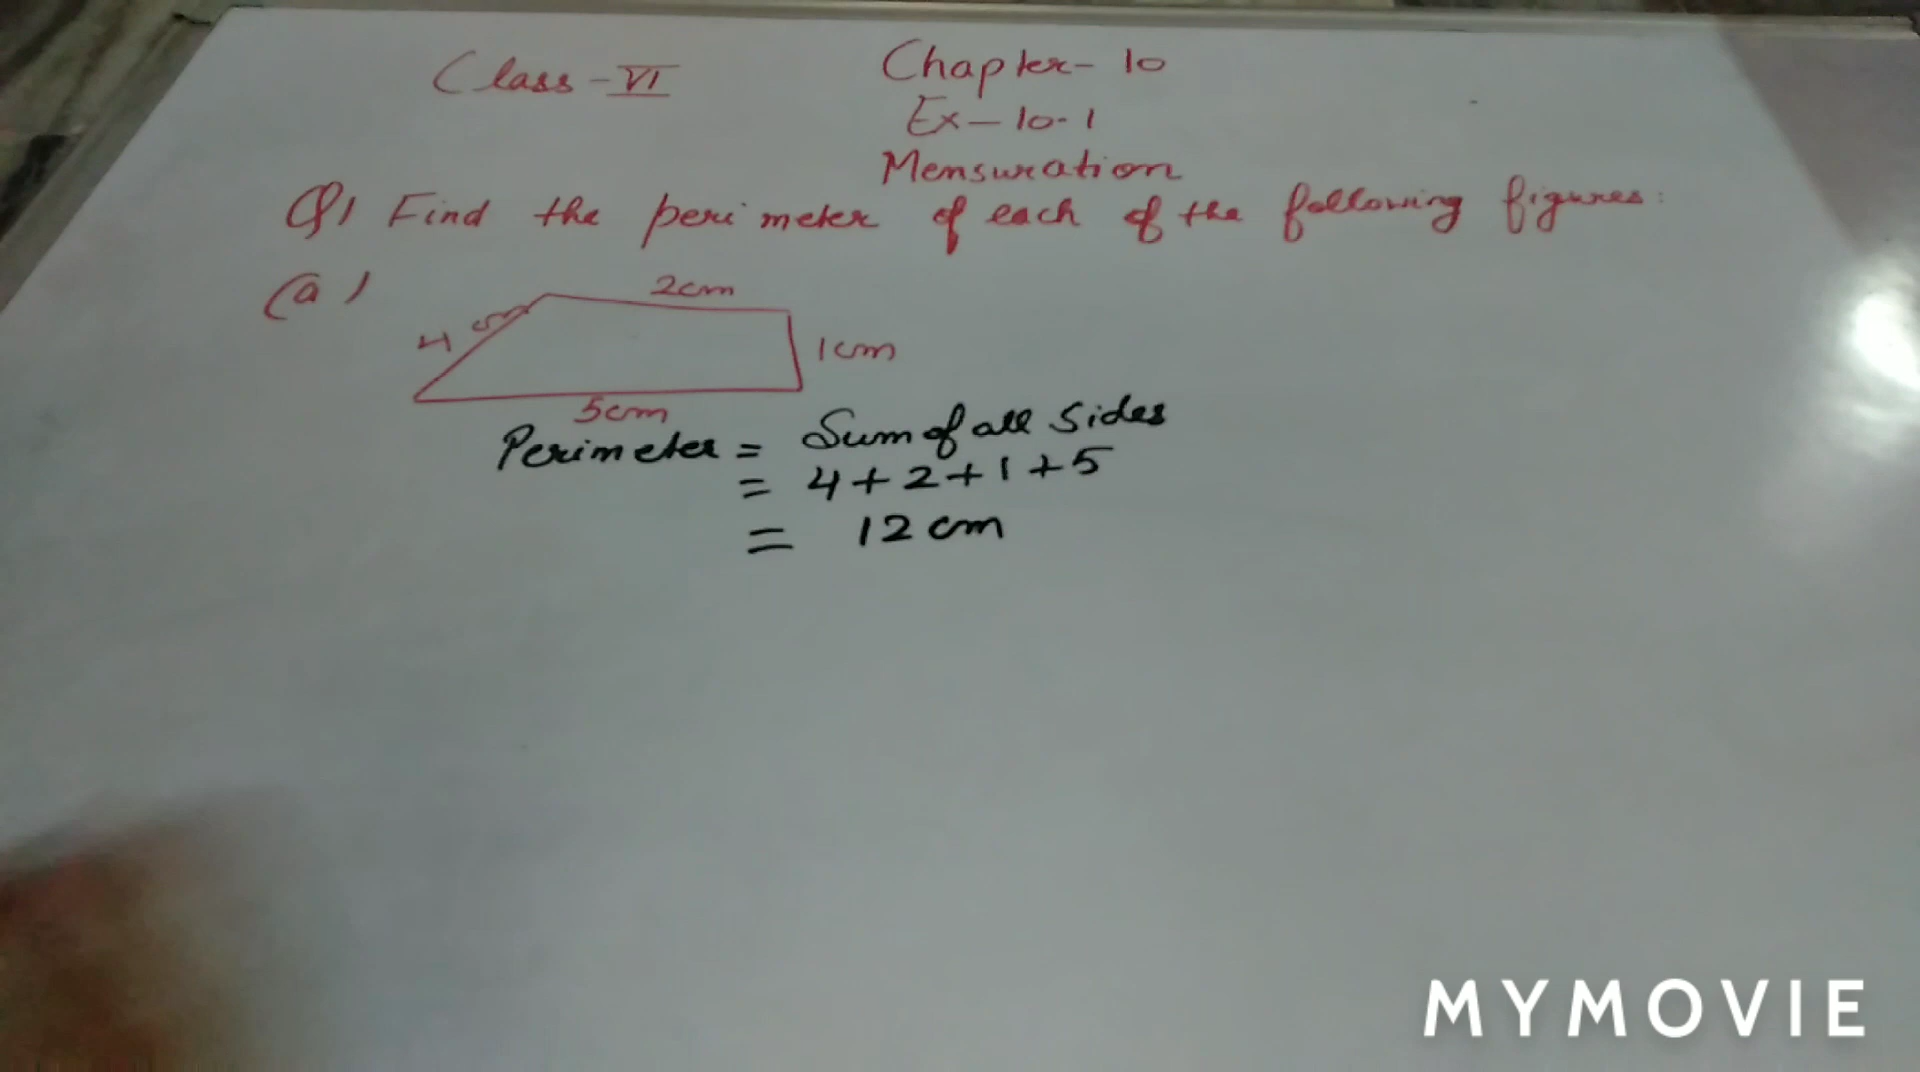 Class - VI
Chapter - 10
Ex - 10.1
Mensuration
Q1 Find the perimeter of each of the following figures:
(a)
2cm
4 cm
1cm
5cm
Perimeter = Sum of all Sides
= 4+2+1+5
= 12 cm
MYMOVIE